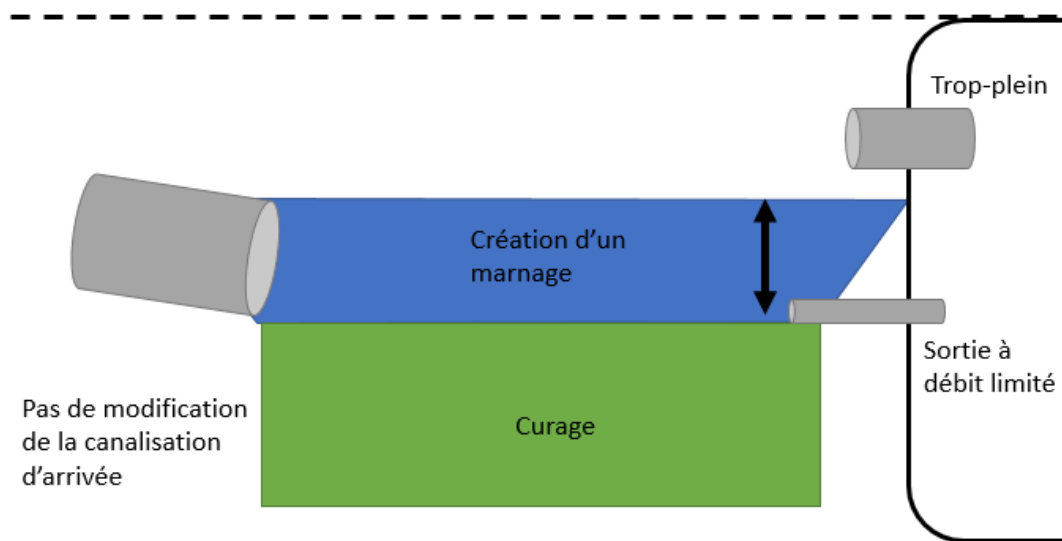 Trop-plein
Création d'un
marnage
Sortie à
débit limité
Pas de modification
de la canalisation
d'arrivée
Curage